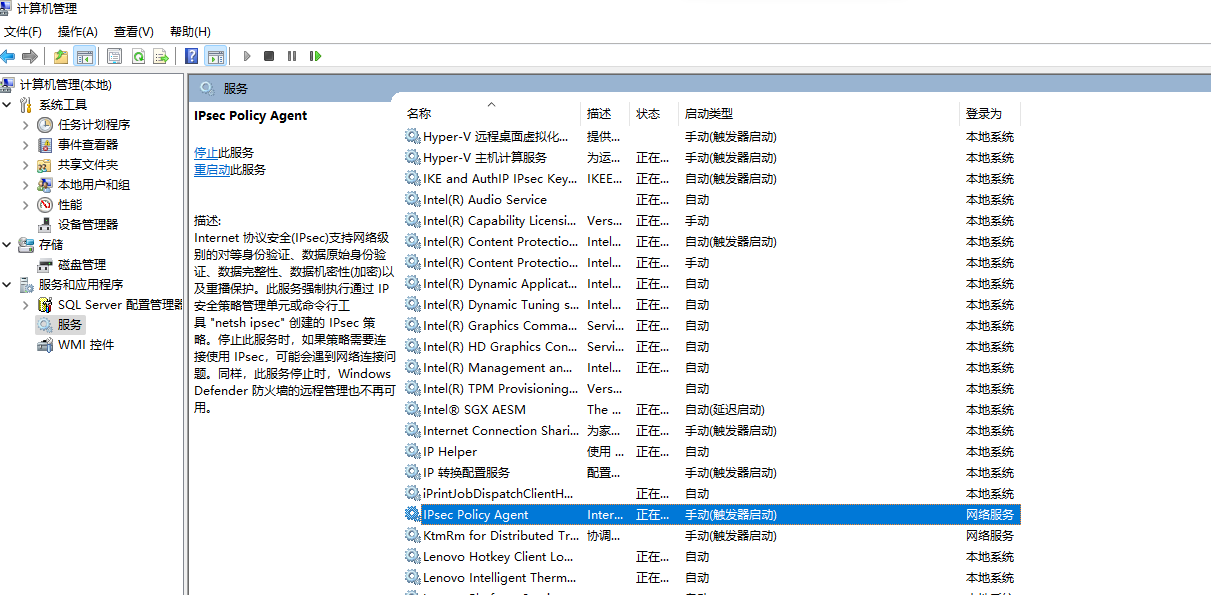 计算机管理
文件(F) 操作(A) 查看(V) 帮助(H)
计算机管理(本地)
系统工具
任务计划程序
事件查看器
共享文件夹
本地用户和组
性能
设备管理器
存储
磁盘管理
服务和应用程序
SQL Server 配置管理器
服务
WMI 控件
服务
IPsec Policy Agent
停止此服务
重启动此服务
描述:
Internet 协议安全(IPsec)支持网络级
别的对等身份验证、数据原始身份验
证、数据完整性、数据机密性(加密)以
及重播保护。此服务强制执行通过 IP
安全策略管理单元或命令行工
具 "netsh ipsec" 创建的 IPsec 策
略。停止此服务时，如果策略需要连
接使用 IPsec，可能会遇到网络连接问
题。同样，此服务停止时，Windows
Defender 防火墙的远程管理也不再可
用。
名称 描述 状态 启动类型 登录为
Hyper-V 远程桌面虚拟化... 提供... 手动(触发器启动) 本地系统
Hyper-V 主机计算服务 为运... 正在... 手动(触发器启动) 本地系统
IKE and AuthIP IPsec Key... IKEE... 正在... 自动(触发器启动) 本地系统
Intel(R) Audio Service 正在... 自动 本地系统
Intel(R) Capability Licensi... Vers... 正在... 手动 本地系统
Intel(R) Content Protectio... Intel... 正在... 自动(触发器启动) 本地系统
Intel(R) Content Protectio... Intel... 正在... 手动 本地系统
Intel(R) Dynamic Applicat... Intel... 正在... 自动 本地系统
Intel(R) Dynamic Tuning s... Intel... 正在... 自动 本地系统
Intel(R) Graphics Comma... Servi... 正在... 自动 本地系统
Intel(R) HD Graphics Con... Servi... 正在... 自动 本地系统
Intel(R) Management an... Intel... 正在... 自动 本地系统
Intel(R) TPM Provisioning... Vers... 自动 本地系统
Intel® SGX AESM The ... 正在... 自动(延迟启动) 本地系统
Internet Connection Shari... 为家... 正在... 手动(触发器启动) 本地系统
IP Helper 使用 ... 正在... 自动 本地系统
IP 转换配置服务 配置... 手动(触发器启动) 本地系统
iPrintJobDispatchClientH... 正在... 自动 本地系统
IPsec Policy Agent Inter... 正在... 手动(触发器启动) 网络服务
KtmRm for Distributed Tr... 协调... 手动(触发器启动) 网络服务
Lenovo Hotkey Client Lo... 正在... 自动 本地系统
Lenovo Intelligent Therm... 正在... 自动 本地系统